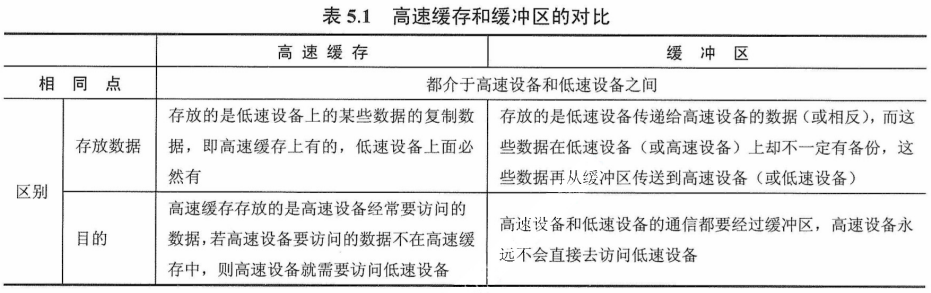 表 5.1 高速缓存和缓冲区的对比
高速缓存 缓冲区
相同点 都介于高速设备和低速设备之间
区别
存放数据
存放的是低速设备上的某些数据的复制数
据，即高速缓存上有的，低速设备上面必
然有
存放的是低速设备传递给高速设备的数据（或相反），而这
些数据在低速设备（或高速设备）上却不一定有备份，这
些数据再从缓冲区传送到高速设备（或低速设备）
目的
高速缓存存放的是高速设备经常要访问的
数据，若高速设备要访问的数据不在高速缓
存中，则高速设备就需要访问低速设备
高速设备和低速设备的通信都要经过缓冲区，高速设备永
远不会直接去访问低速设备